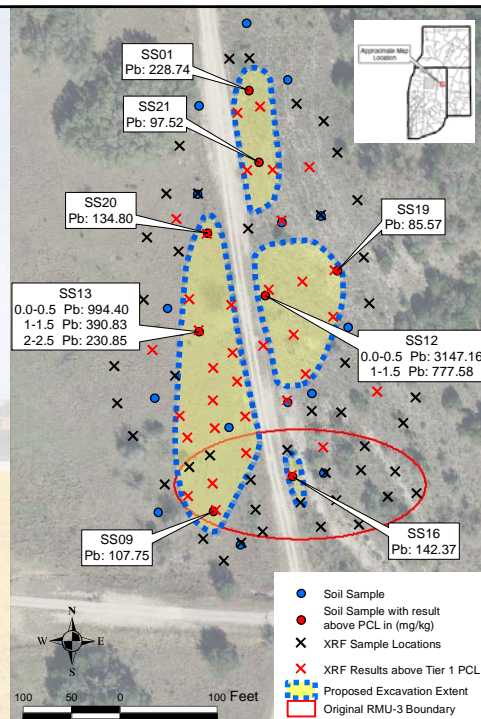 SS01
Pb: 228.74
Approximate Map
Location
SS21
Pb: 97.52
SS20
Pb: 134.80
SS19
Pb: 85.57
SS13
0.0-0.5 Pb: 994.40
1-1.5 Pb: 390.83
2-2.5 Pb: 230.85
SS12
0.0-0.5 Pb: 3147.16
1-1.5 Pb: 777.58
SS09
Pb: 107.75
SS16
Pb: 142.37
Soil Sample
Soil Sample with result
above PCL in (mg/kg)
XRF Sample Locations
XRF Results above Tier 1 PCL
Proposed Excavation Extent
Original RMU-3 Boundary
N
W E
S
100 0 100 Feet